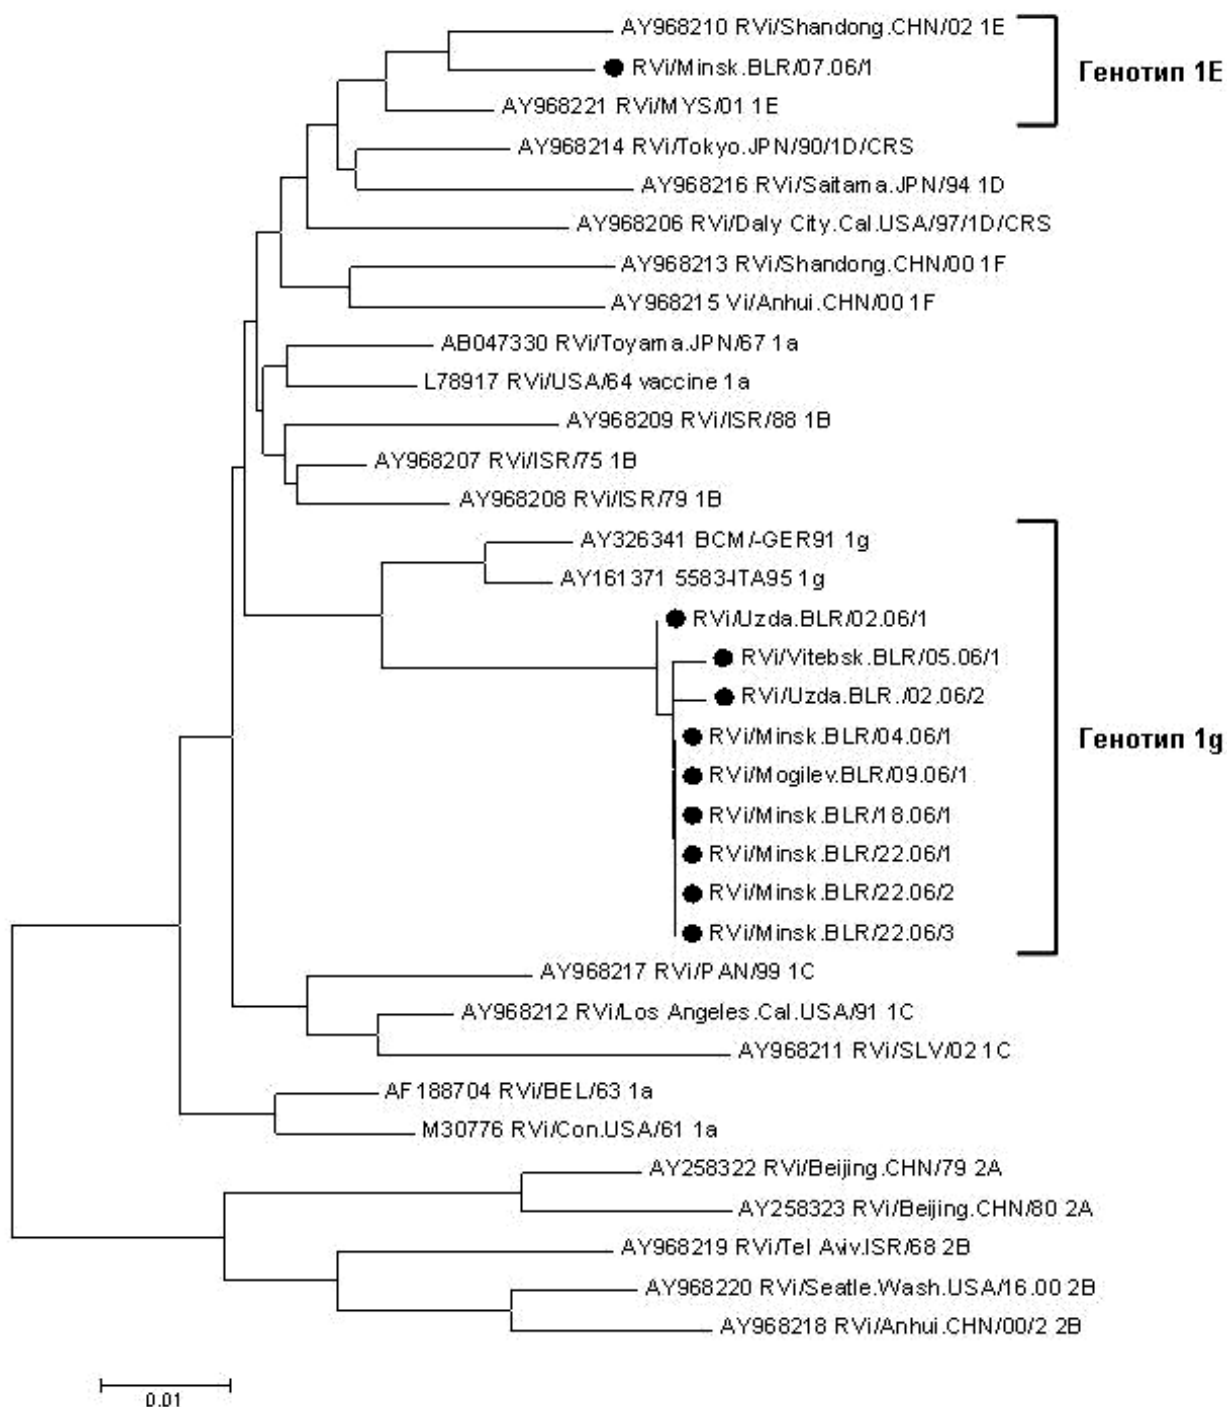 AY968210 RVi/Shandong.CHN/02 1E
RVi/Minsk.BLR/07.06/1
Генотип 1E
AY968221 RVi/MYS/01 1E
AY968214 RVi/Tokyo.JPN/90/1D/CRS
AY968216 RVi/Saitama.JPN/94 1D
AY968206 RVi/Daly City.Cal.USA/97/1D/CRS
AY968213 RVi/Shandong.CHN/00 1F
AY968215 Vi/Anhui.CHN/00 1F
AB047330 RVi/Toyama.JPN/67 1a
L78917 RVi/USA/64 vaccine 1a
AY968209 RVi/ISR/88 1B
AY968207 RVi/ISR/75 1B
AY968208 RVi/ISR/79 1B
AY326341 BCM/-GER91 1g
AY161371 5583-ITA95 1g
RVi/Uzda.BLR/02.06/1
RVi/Vitebsk.BLR/05.06/1
RVi/Uzda.BLR./02.06/2
RVi/Minsk.BLR/04.06/1
Генотип 1g
RVi/Mogilev.BLR/09.06/1
RVi/Minsk.BLR/18.06/1
RVi/Minsk.BLR/22.06/1
RVi/Minsk.BLR/22.06/2
RVi/Minsk.BLR/22.06/3
AY968217 RVi/PAN/99 1C
AY968212 RVi/Los Angeles.Cal.USA/91 1C
AY968211 RVi/SLV/02 1C
AF188704 RVi/BEL/63 1a
M30776 RVi/Con.USA/61 1a
AY258322 RVi/Beijing.CHN/79 2A
AY258323 RVi/Beijing.CHN/80 2A
AY968219 RVi/Tel Aviv.ISR/68 2B
AY968220 RVi/Seatle.Wash.USA/16.00 2B
AY968218 RVi/Anhui.CHN/00/2 2B
0.01